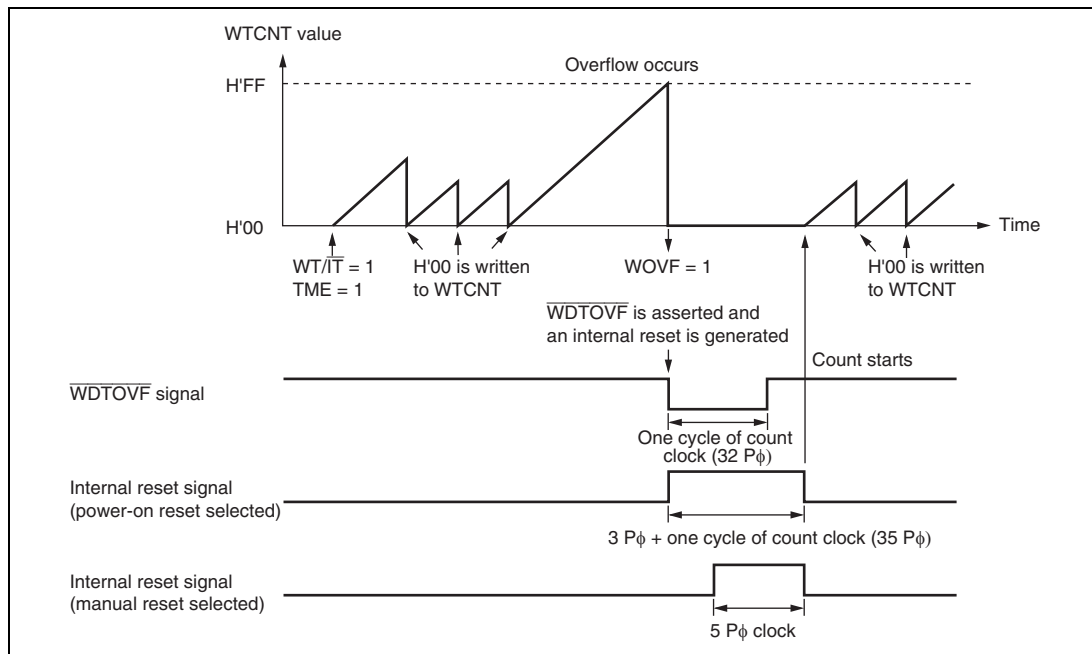 WTCNT value
Overflow occurs
H'FF
H'00
Time
WT/I̅T̅ = 1
TME = 1
H'00 is written
to WTCNT
WOVF = 1
H'00 is written
to WTCNT
W̅D̅T̅O̅V̅F̅ is asserted and
an internal reset is generated
Count starts
W̅D̅T̅O̅V̅F̅ signal
One cycle of count
clock (32 Pϕ)
Internal reset signal
(power-on reset selected)
3 Pϕ + one cycle of count clock (35 Pϕ)
Internal reset signal
(manual reset selected)
5 Pϕ clock